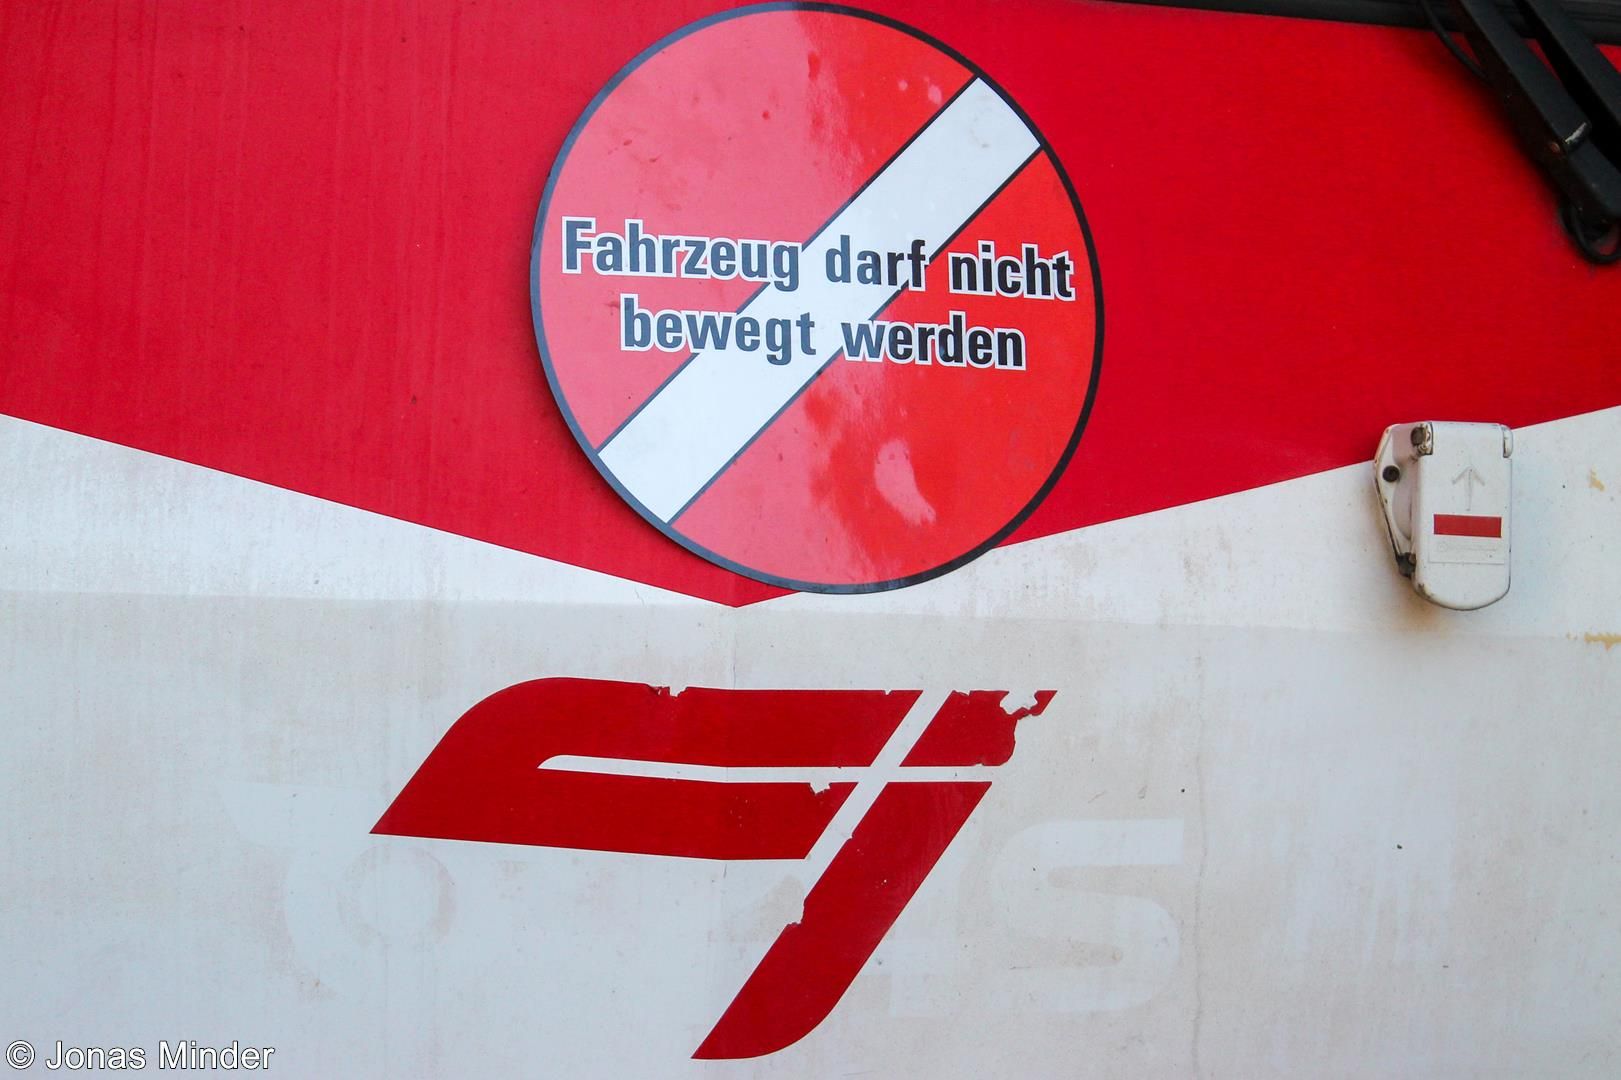 Fahrzeug darf nicht
bewegt werden
© Jonas Minder